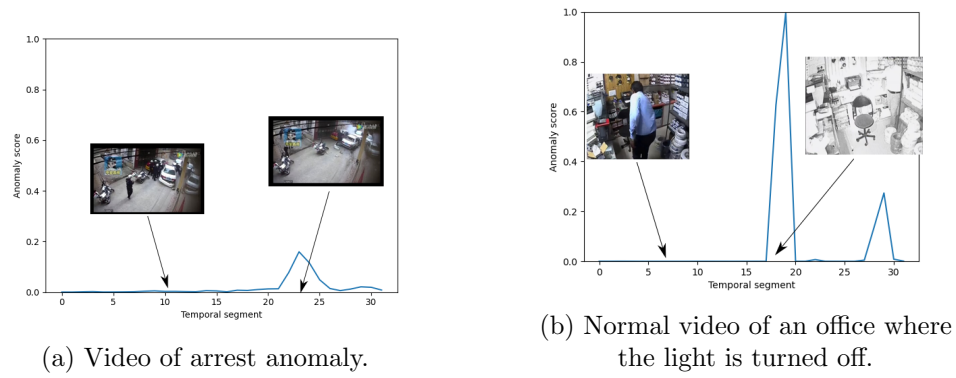 1.0
0.8
0.6
0.4
0.2
0.0
Anomaly score
0 5 10 15 20 25 30
Temporal segment
(a) Video of arrest anomaly.
1.0
0.8
0.6
0.4
0.2
0.0
Anomaly score
0 5 10 15 20 25 30
Temporal segment
(b) Normal video of an office where
the light is turned off.